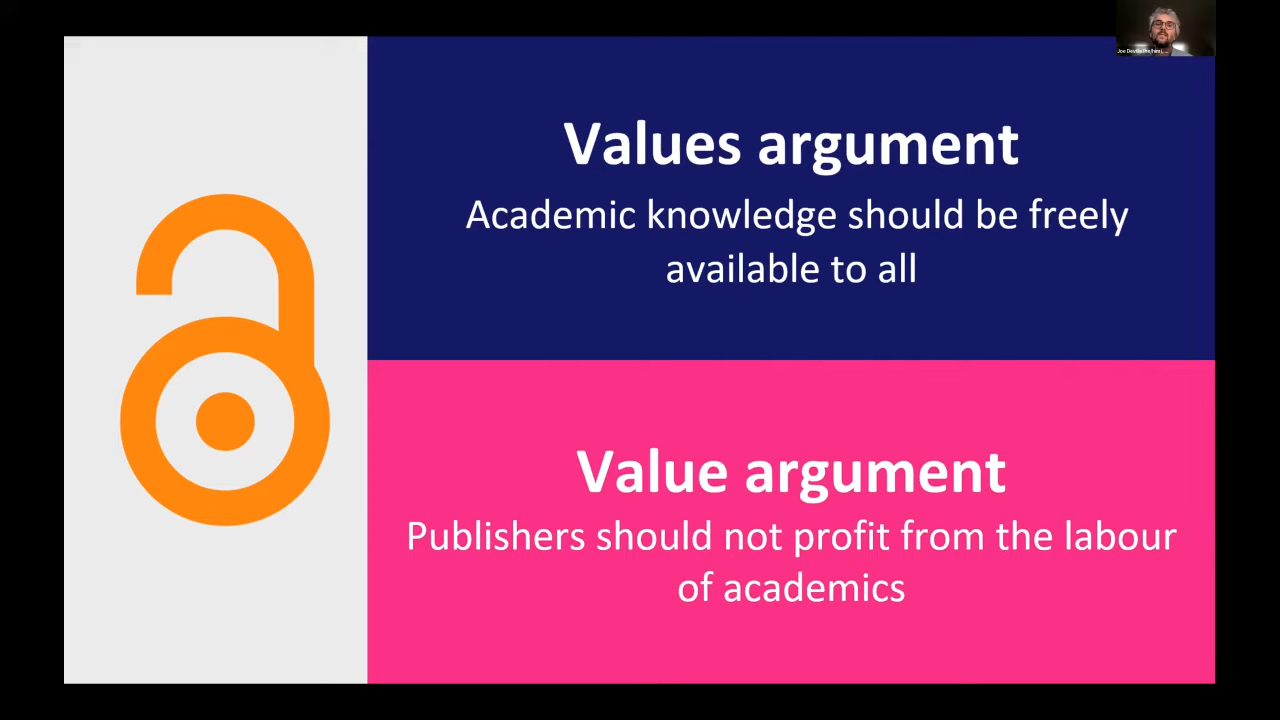 Values argument
Academic knowledge should be freely
available to all
Value argument
Publishers should not profit from the labour
of academics